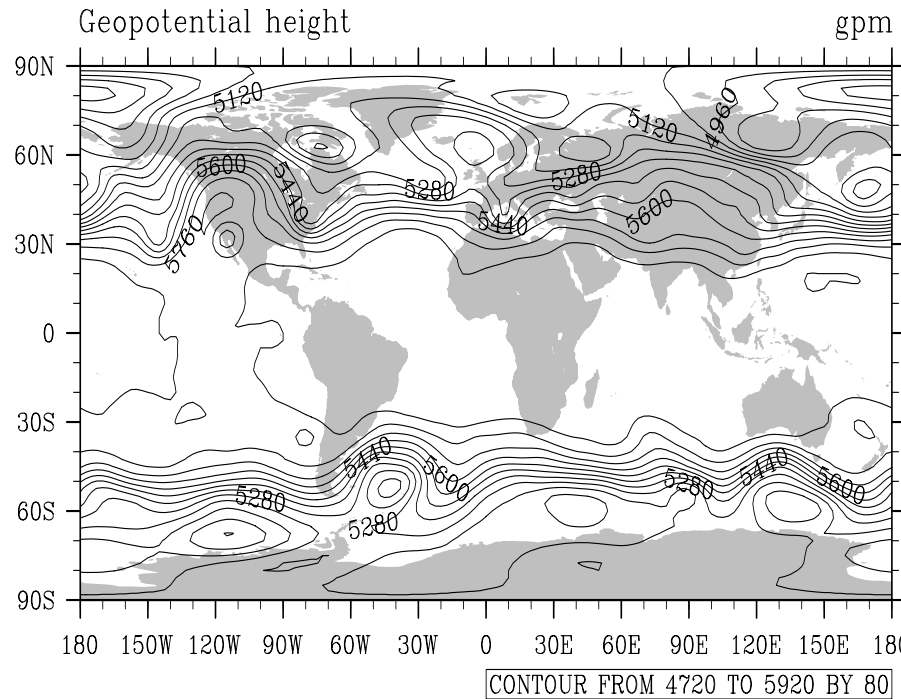 Geopotential height gpm
90N
5120 5120 4960
60N
5600 5440 5280 5280
5760 5440 5600
30N
0
30S
5440 5600 5440
5280 5280 5280 5600
60S
90S
180 150W 120W 90W 60W 30W 0 30E 60E 90E 120E 150E 180
CONTOUR FROM 4720 TO 5920 BY 80